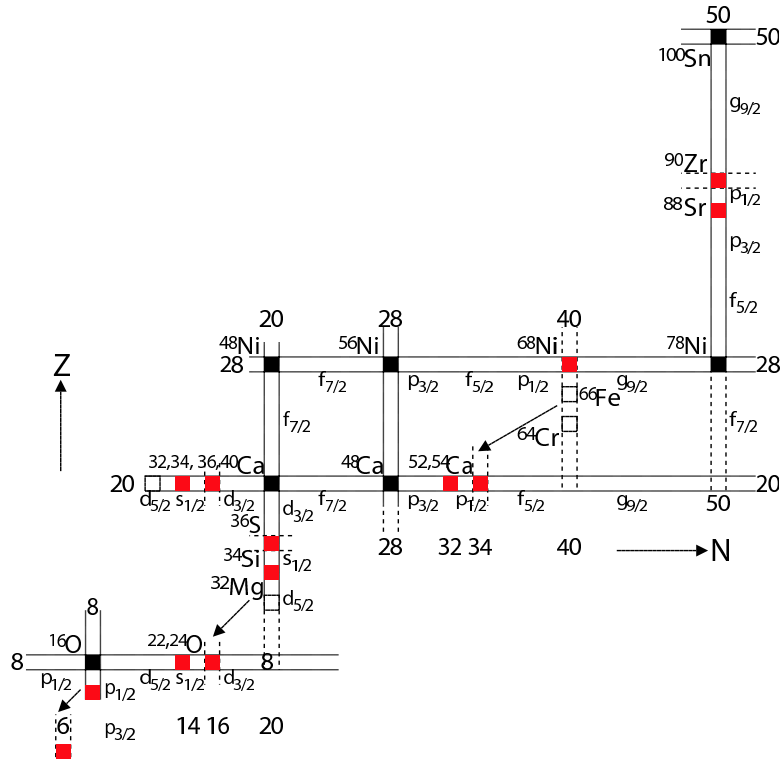 50
50
¹⁰⁰Sn
g₉/₂
⁹⁰Zr
p₁/₂
⁸⁸Sr
p₃/₂
f₅/₂
20 28 40
⁴⁸Ni ⁵⁶Ni ⁶⁸Ni ⁷⁸Ni
Z 28 28
f₇/₂ p₃/₂ f₅/₂ p₁/₂ g₉/₂
⁶⁶Fe
f₇/₂ f₇/₂
⁶⁴Cr
³²,³⁴, ³⁶,⁴⁰Ca ⁴⁸Ca ⁵²,⁵⁴Ca
20 20
d₅/₂ s₁/₂ d₃/₂ f₇/₂ p₃/₂ p₁/₂ f₅/₂ g₉/₂ 50
d₃/₂
³⁶S
28 32 34 40 N
³⁴Si s₁/₂
³²Mg
d₅/₂
8
¹⁶O ²²,²⁴O
8 8
p₁/₂ p₁/₂ d₅/₂ s₁/₂ d₃/₂
6 p₃/₂ 14 16 20